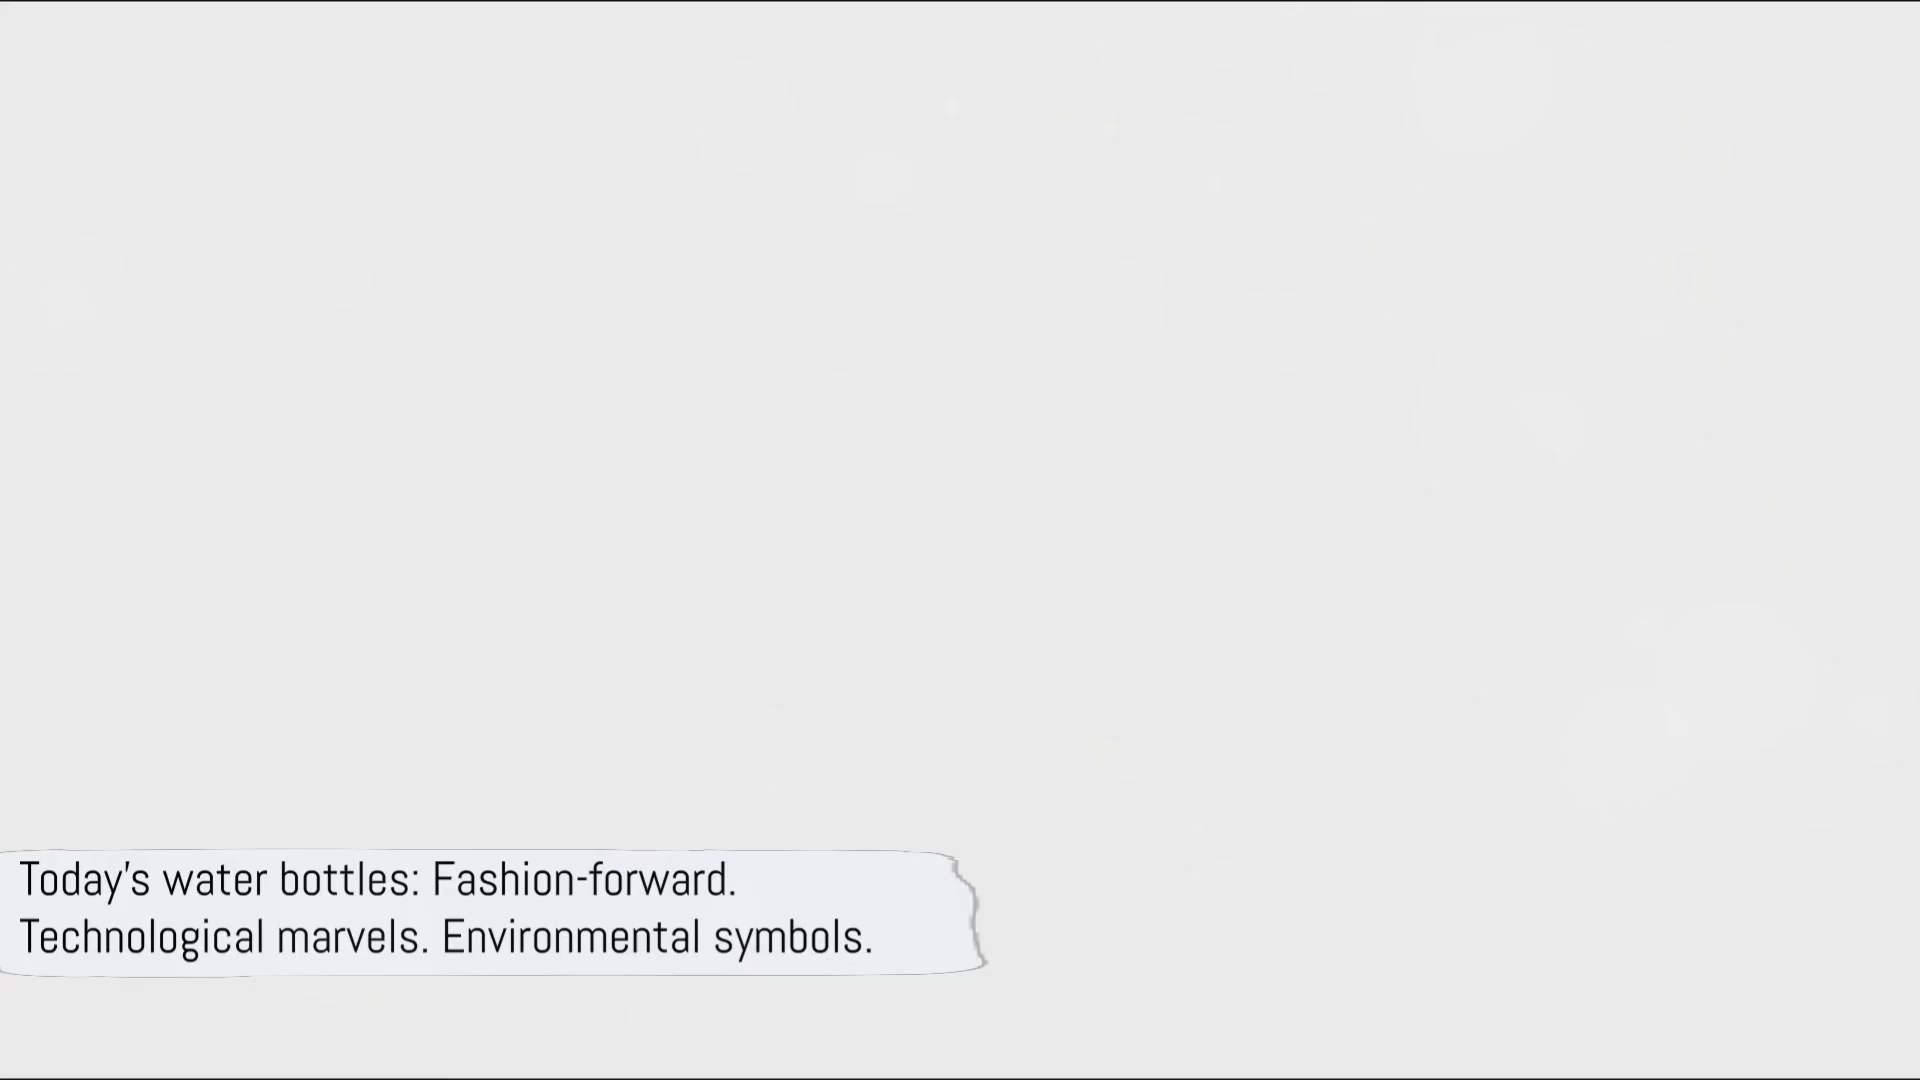 Today's water bottles: Fashion-forward.
Technological marvels. Environmental symbols.